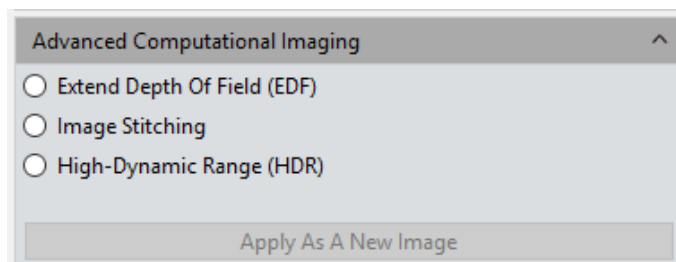 Advanced Computational Imaging
Extend Depth Of Field (EDF)
Image Stitching
High-Dynamic Range (HDR)
Apply As A New Image